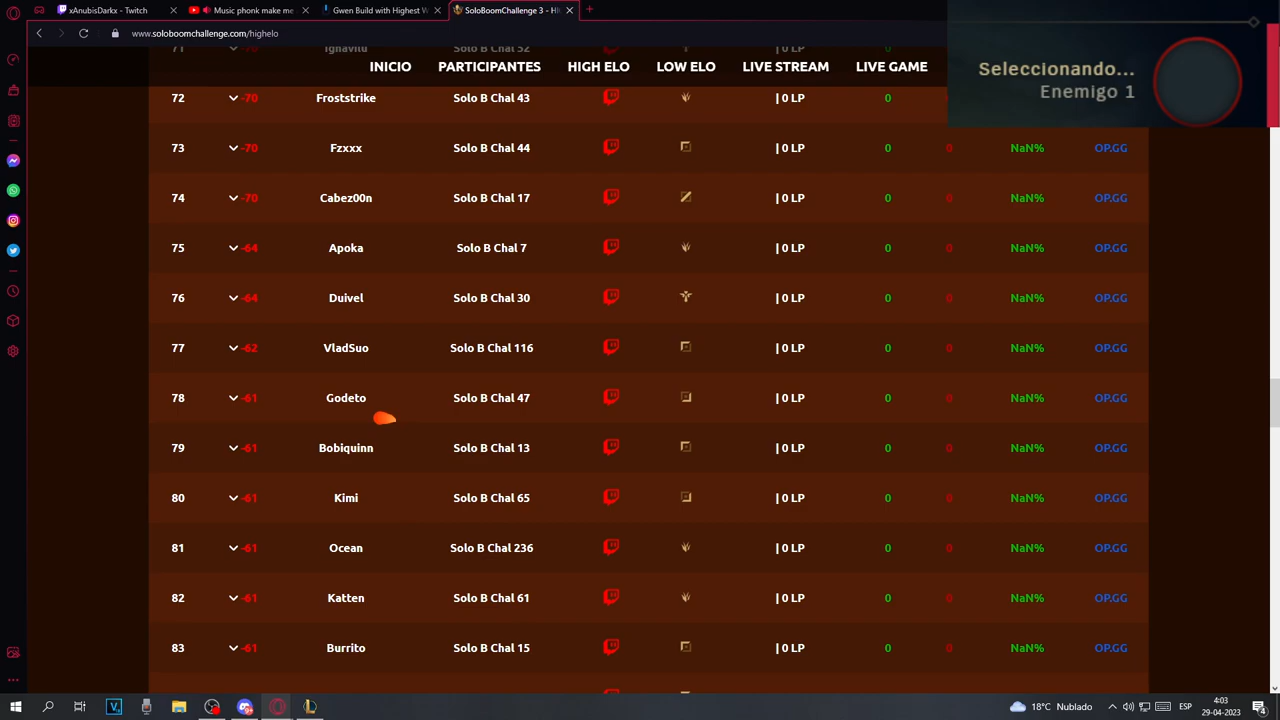 xAnubisDarkx - Twitch
Music phonk make me
Gwen Build with Highest W
SoloBoomChallenge 3 - Hi
www.soloboomchallenge.com/highelo
Seleccionando...
Enemigo 1
INICIO PARTICIPANTES HIGH ELO LOW ELO LIVE STREAM LIVE GAME
71 -70 Ignavilu Solo B Chal 52
72 -70 Froststrike Solo B Chal 43 | 0 LP 0
73 -70 Fzxxx Solo B Chal 44 | 0 LP 0 0 NaN% OP.GG
74 -70 Cabez00n Solo B Chal 17 | 0 LP 0 0 NaN% OP.GG
75 -64 Apoka Solo B Chal 7 | 0 LP 0 0 NaN% OP.GG
76 -64 Duivel Solo B Chal 30 | 0 LP 0 0 NaN% OP.GG
77 -62 VladSuo Solo B Chal 116 | 0 LP 0 0 NaN% OP.GG
78 -61 Godeto Solo B Chal 47 | 0 LP 0 0 NaN% OP.GG
79 -61 Bobiquinn Solo B Chal 13 | 0 LP 0 0 NaN% OP.GG
80 -61 Kimi Solo B Chal 65 | 0 LP 0 0 NaN% OP.GG
81 -61 Ocean Solo B Chal 236 | 0 LP 0 0 NaN% OP.GG
82 -61 Katten Solo B Chal 61 | 0 LP 0 0 NaN% OP.GG
83 -61 Burrito Solo B Chal 15 | 0 LP 0 0 NaN% OP.GG
18°C Nublado
ESP
4:03
29-04-2023
4